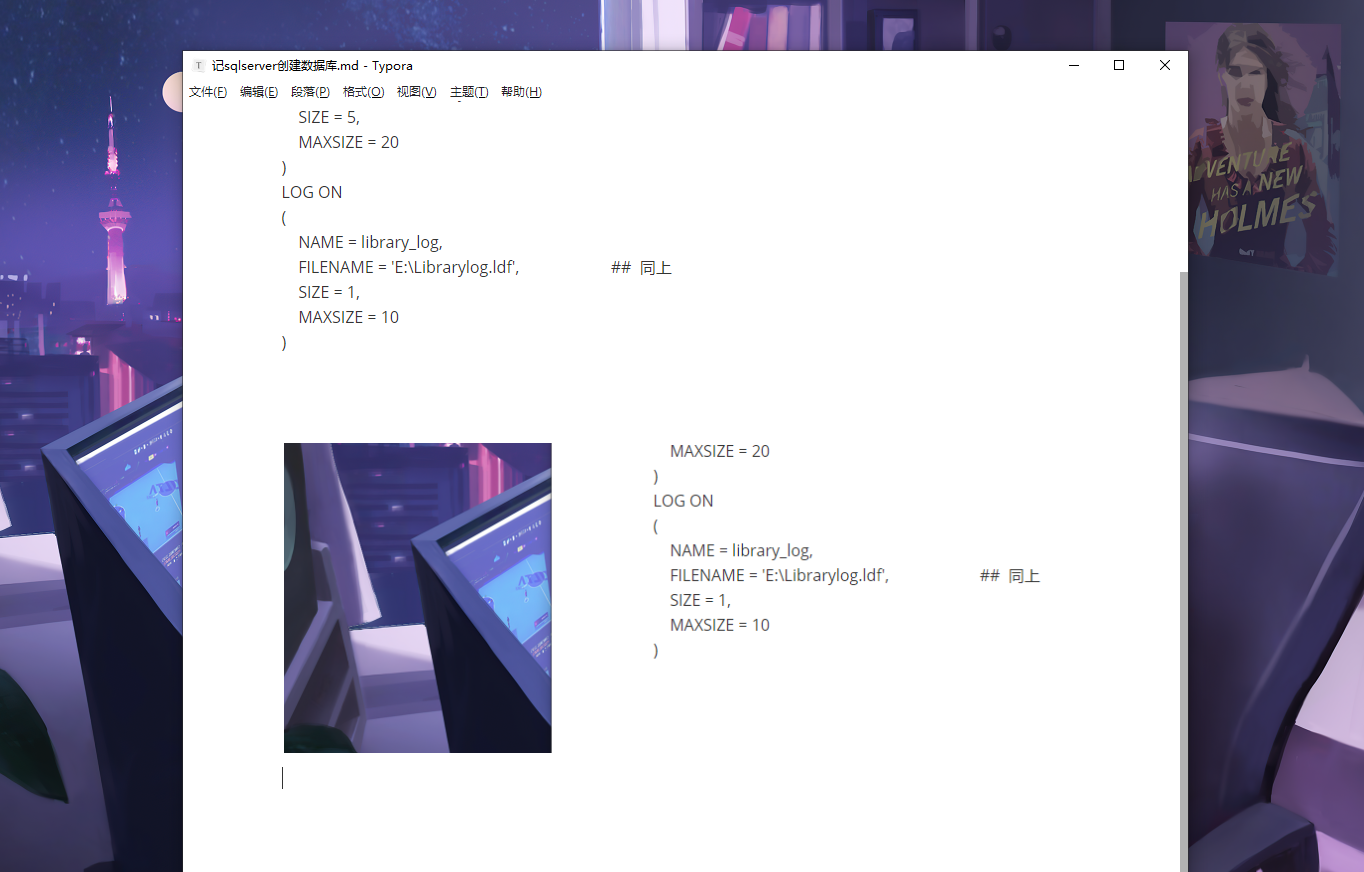 记sqlserver创建数据库.md - Typora
文件(F) 编辑(E) 段落(P) 格式(O) 视图(V) 主题(T) 帮助(H)
SIZE = 5,
MAXSIZE = 20
)
LOG ON
(
NAME = library_log,
FILENAME = 'E:\Librarylog.ldf', ## 同上
SIZE = 1,
MAXSIZE = 10
)
MAXSIZE = 20
)
LOG ON
(
NAME = library_log,
FILENAME = 'E:\Librarylog.ldf', ## 同上
SIZE = 1,
MAXSIZE = 10
)
ADVENTURE
HAS A NEW
HOLMES